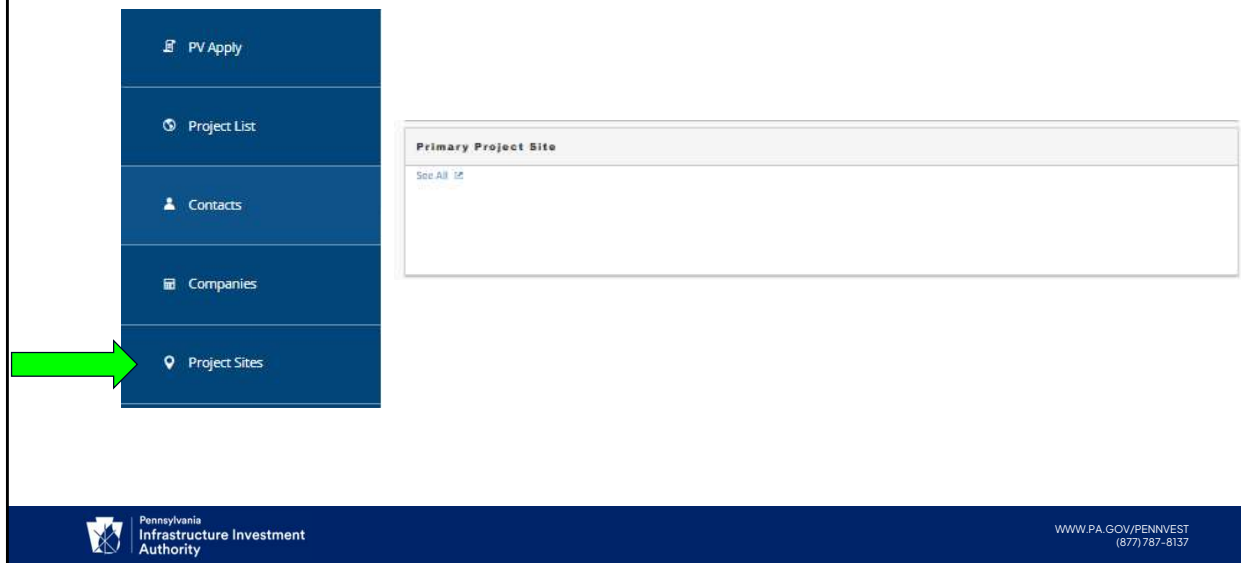 PV Apply
Project List
Contacts
Companies
Project Sites
Primary Project Site
See All
Pennsylvania
Infrastructure Investment
Authority
WWW.PA.GOV/PENNVEST
(877) 787-8137